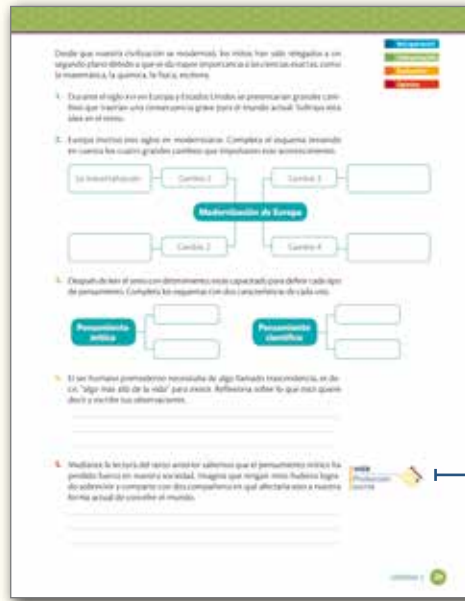 Desde que nuestra civilización se modernizó, los mitos han sido relegados a un
segundo plano debido a que se da mayor importancia a las ciencias exactas, como
la matemática, la química, la física, etcétera.
1. Durante el siglo XVI en Europa y Estados Unidos se presentaron grandes cam-
bios que traerían una consecuencia grave para el mundo actual. Subraya esta
idea en el texto.
2. Europa invirtió tres siglos en modernizarse. Completa el esquema teniendo
en cuenta los cuatro grandes cambios que impulsaron este acontecimiento.
La industrialización
Cambio 1
Cambio 3
Modernización de Europa
Cambio 2
Cambio 4
3. Después de leer el texto con detenimiento, estás capacitado para definir cada tipo
de pensamiento. Completa los esquemas con dos características de cada uno.
Pensamiento
mítico
Pensamiento
científico
4. El ser humano premoderno necesitaba de algo llamado trascendencia, es de-
cir, "algo más allá de la vida" para existir. Reflexiona sobre lo que esto quiere
decir y escribe tus observaciones.
5. Mediante la lectura del texto anterior sabemos que el pensamiento mítico ha
perdido fuerza en nuestra sociedad. Imagina que ningún mito hubiera logra-
do sobrevivir y comparte con dos compañeros en qué afectaría esto a nuestra
forma actual de concebir el mundo.
Producción
escrita